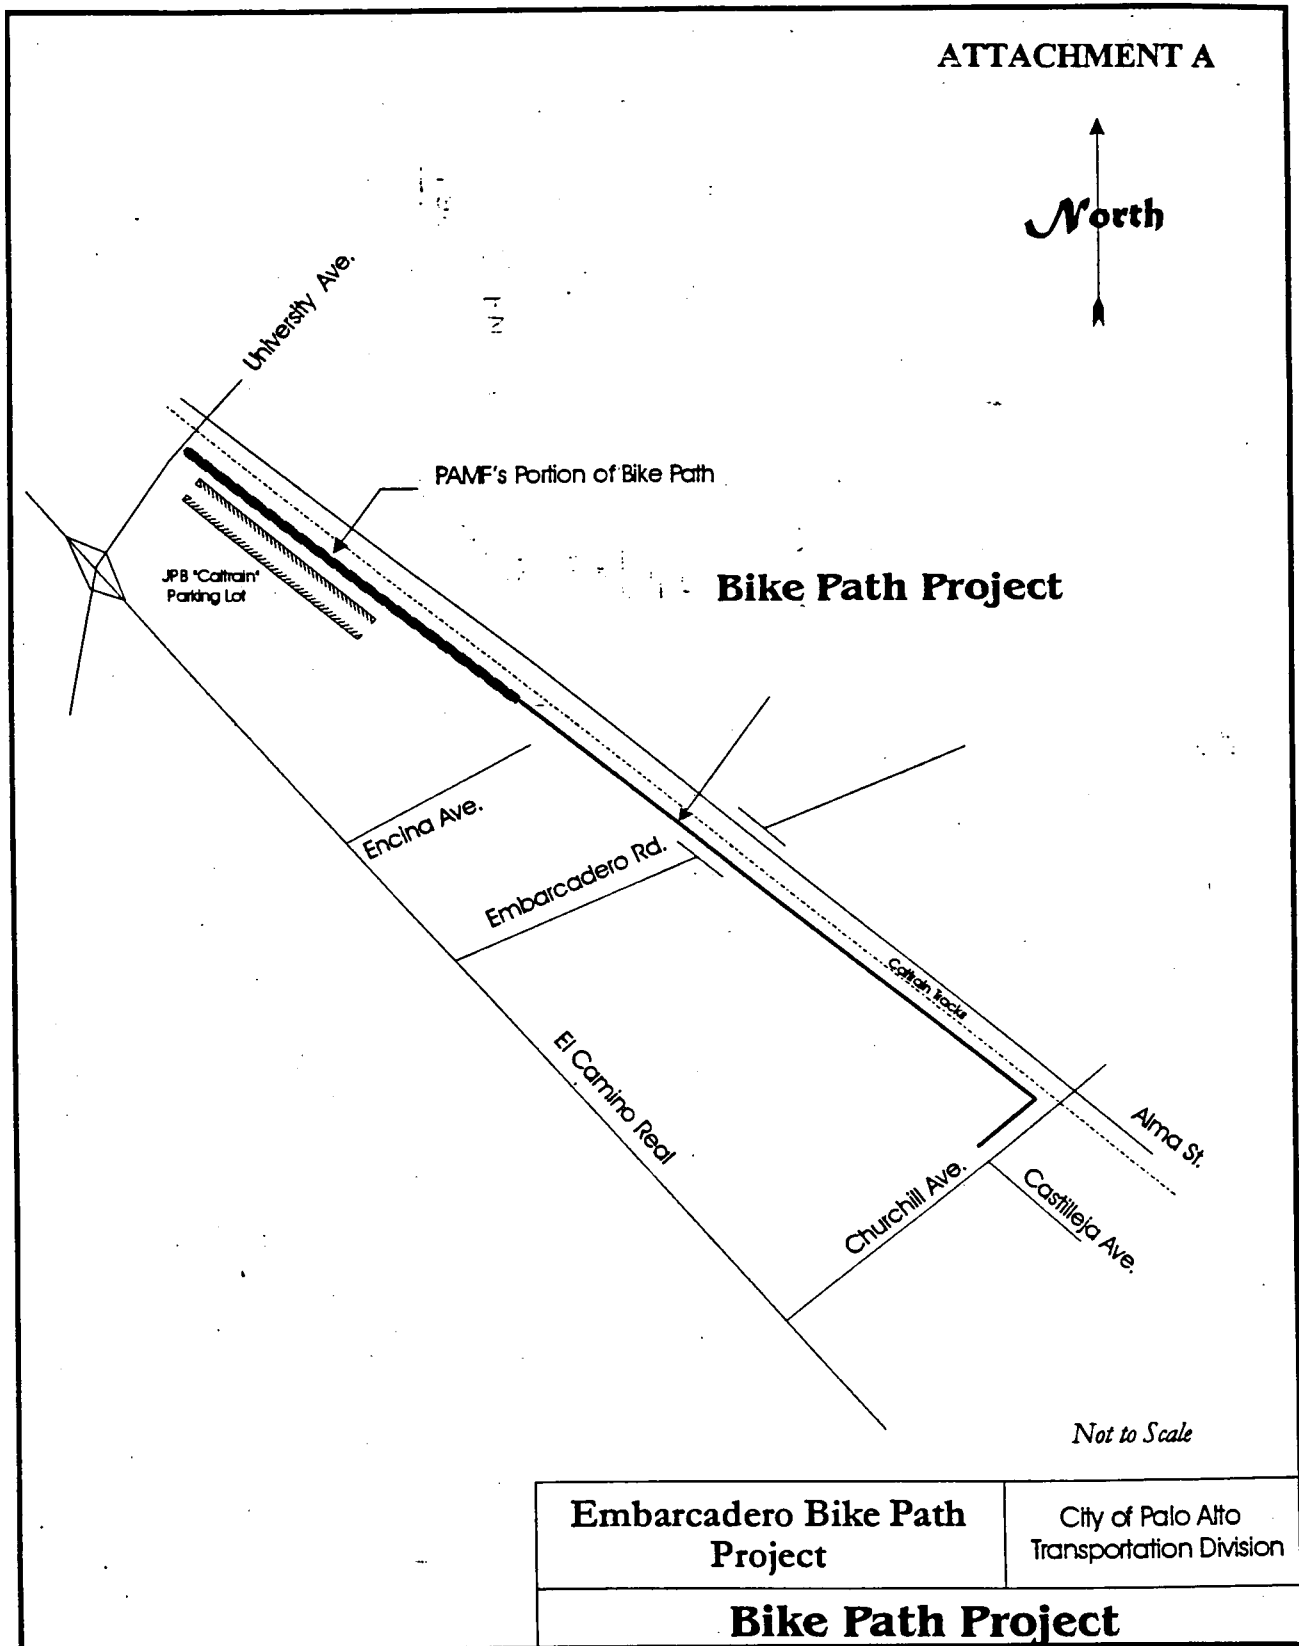 ATTACHMENT A
North
University Ave.
PAMF's Portion of Bike Path
JPB "Caltrain"
Parking Lot
Bike Path Project
Encina Ave.
Embarcadero Rd.
Caltrain Tracks
El Camino Real
Alma St.
Churchill Ave.
Castilleja Ave.
Not to Scale
Embarcadero Bike Path
Project
City of Palo Alto
Transportation Division
Bike Path Project